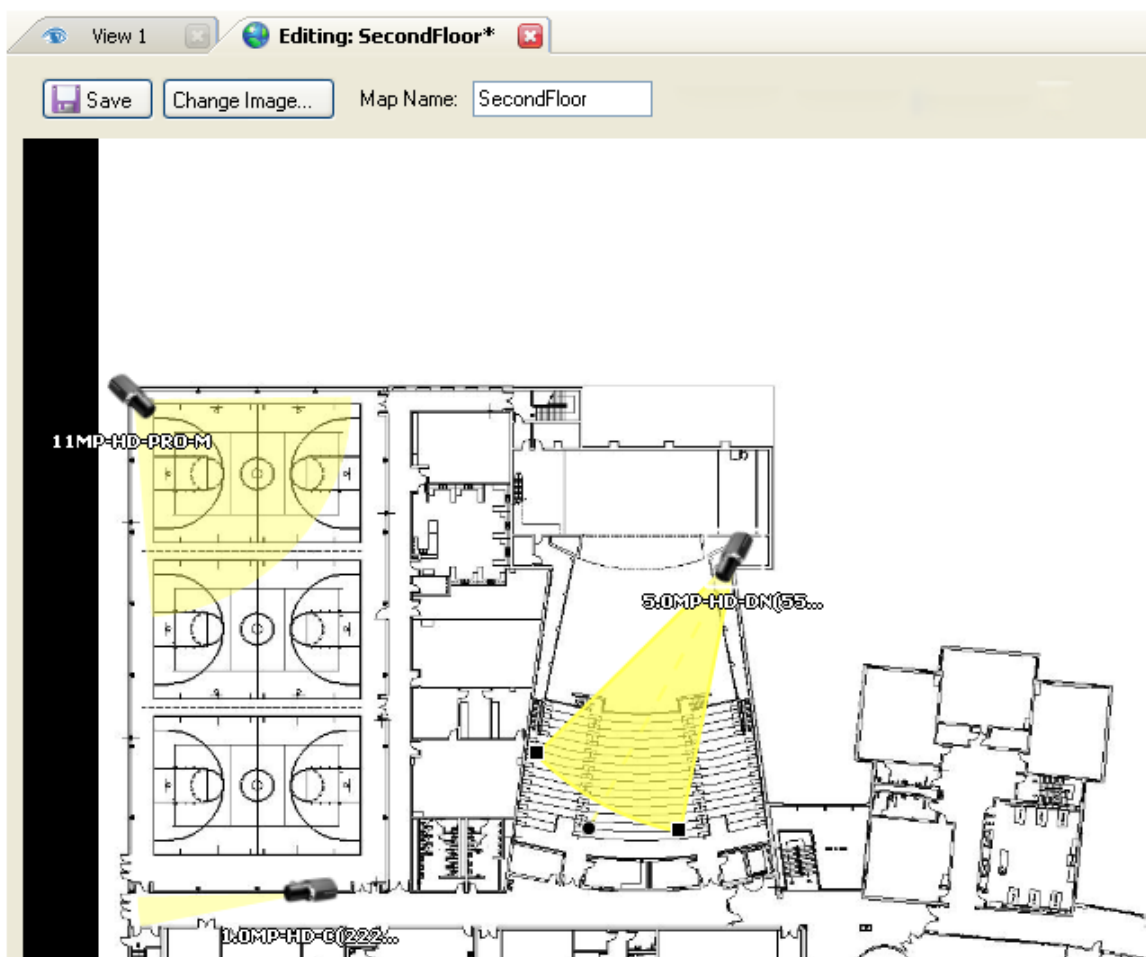 View 1
Editing: SecondFloor*
Save
Change Image...
Map Name:
SecondFloor
11MP-HD-PRO-M
5.0MP-HD-DN(55...
1.0MP-HD-C(222...